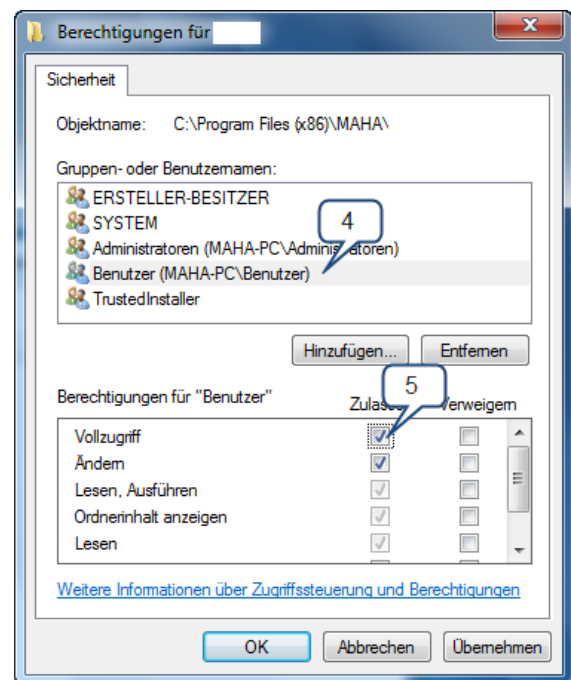 Berechtigungen für
Sicherheit
Objektname: C:\Program Files (x86)\MAHA\
Gruppen- oder Benutzernamen:
ERSTELLER-BESITZER
SYSTEM
4
Administratoren (MAHA-PC\Administratoren)
Benutzer (MAHA-PC\Benutzer)
TrustedInstaller
Hinzufügen... Entfernen
5
Berechtigungen für "Benutzer" Zulassen Verweigern
Vollzugriff
Ändern
Lesen, Ausführen
Ordnerinhalt anzeigen
Lesen
Weitere Informationen über Zugriffssteuerung und Berechtigungen
OK Abbrechen Übernehmen